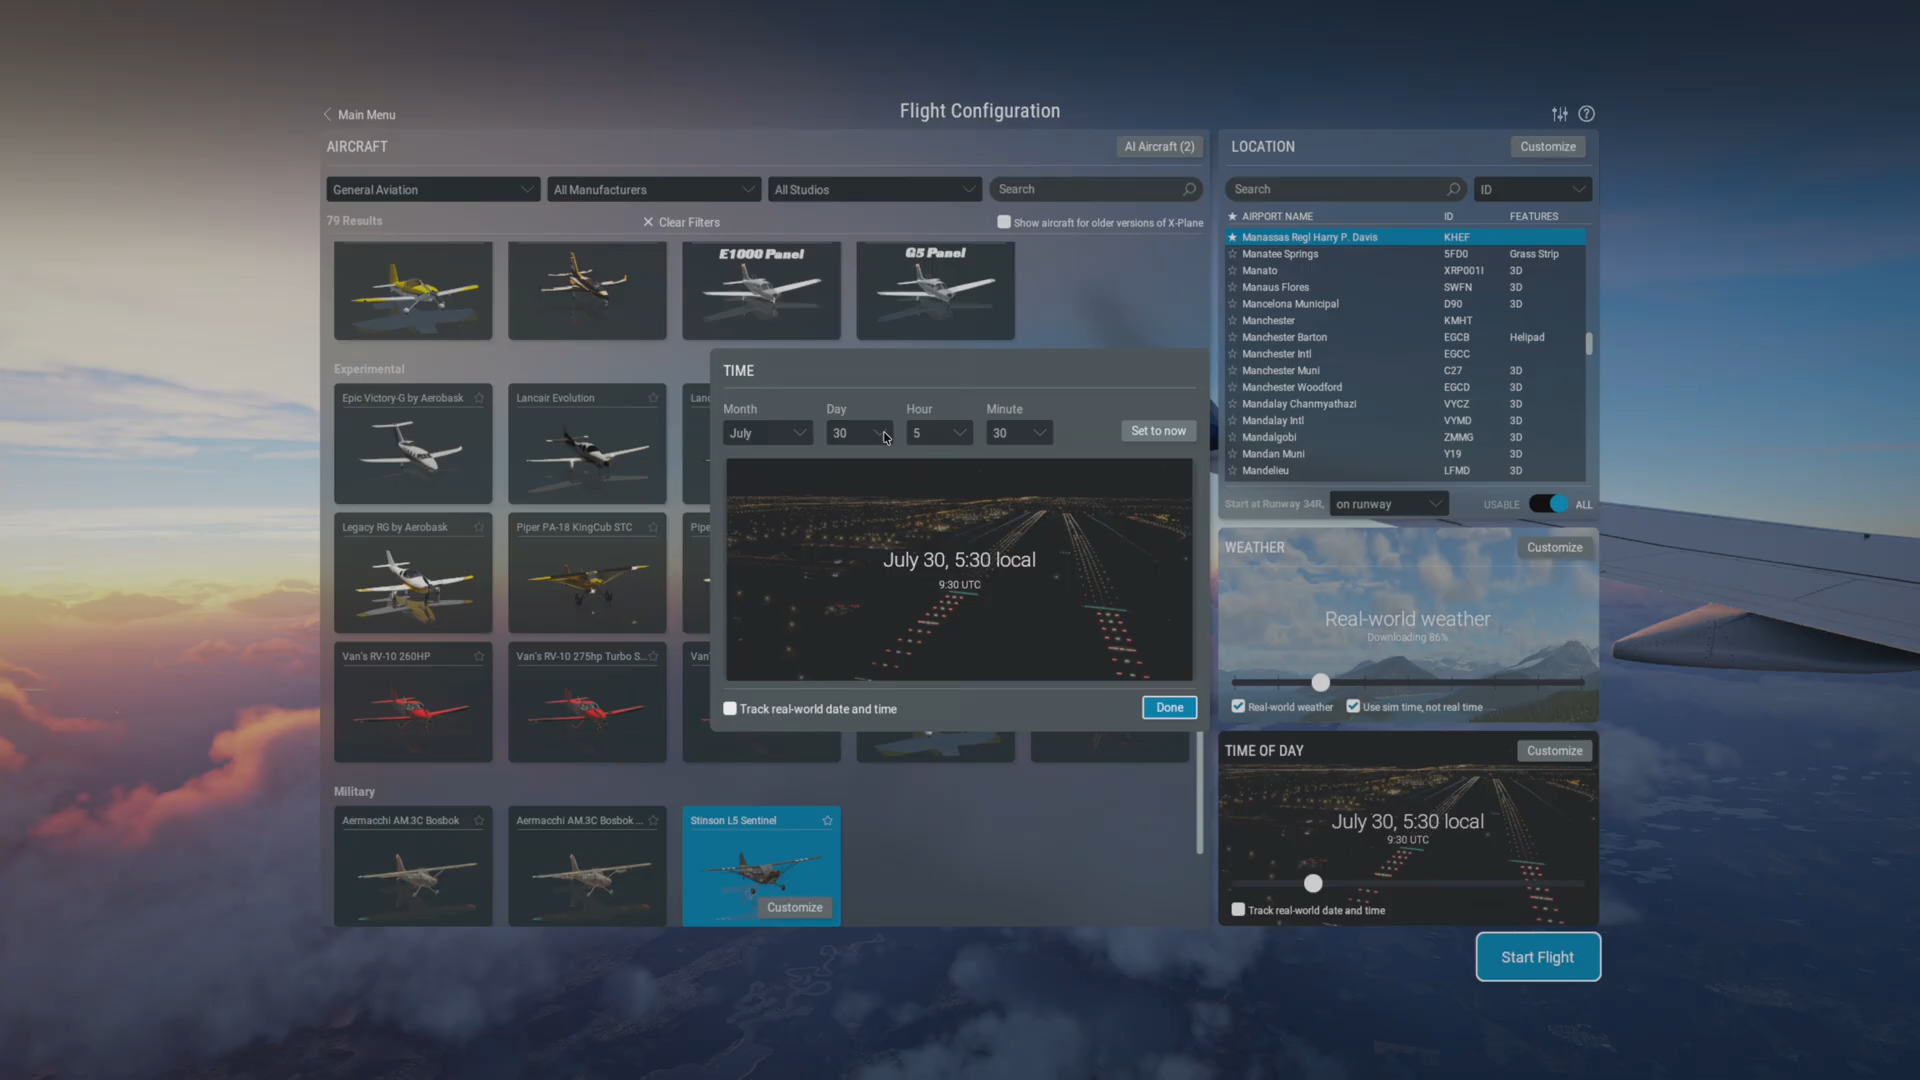 Main Menu
Flight Configuration
AIRCRAFT
AI Aircraft (2)
General Aviation
All Manufacturers
All Studios
Search
79 Results
Clear Filters
Show aircraft for older versions of X-Plane
E1000 Panel
G5 Panel
Experimental
Epic Victory-G by Aerobask
Lancair Evolution
Lanc
Legacy RG by Aerobask
Piper PA-18 KingCub STC
Pipe
Van's RV-10 260HP
Van's RV-10 275hp Turbo S...
Van'
Military
Aermacchi AM.3C Bosbok
Aermacchi AM.3C Bosbok ...
Stinson L5 Sentinel
Customize
TIME
Month
Day
Hour
Minute
July
30
5
30
Set to now
July 30, 5:30 local
9:30 UTC
Track real-world date and time
Done
LOCATION
Customize
Search
ID
AIRPORT NAME ID FEATURES
Manassas Regl Harry P. Davis KHEF
Manatee Springs 5FD0 Grass Strip
Manato XRP001I 3D
Manaus Flores SWFN 3D
Mancelona Municipal D90 3D
Manchester KMHT
Manchester Barton EGCB Helipad
Manchester Intl EGCC
Manchester Muni C27 3D
Manchester Woodford EGCD 3D
Mandalay Chanmyathazi VYCZ 3D
Mandalay Intl VYMD 3D
Mandalgobi ZMMG 3D
Mandan Muni Y19 3D
Mandelieu LFMD 3D
Start at Runway 34R, on runway
USABLE ALL
WEATHER
Customize
Real-world weather
Downloading 86%
Real-world weather
Use sim time, not real time
TIME OF DAY
Customize
July 30, 5:30 local
9:30 UTC
Track real-world date and time
Start Flight